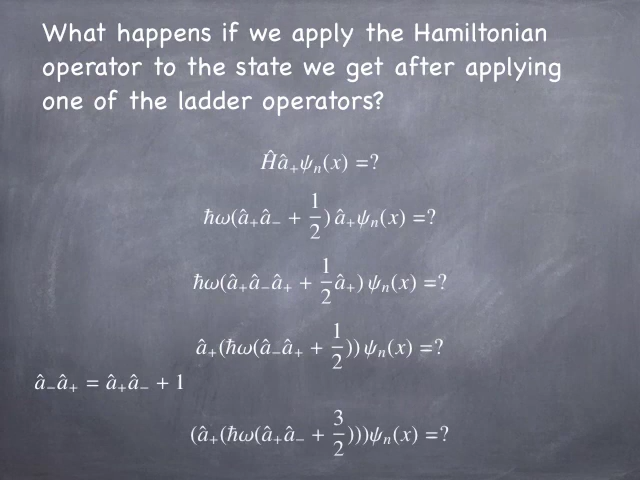 What happens if we apply the Hamiltonian
operator to the state we get after applying
one of the ladder operators?
Ĥâ₊ψₙ(x) =?
ħω(â₊â₋ + 1/2) â₊ψₙ(x) =?
ħω(â₊â₋â₊ + 1/2 â₊) ψₙ(x) =?
â₊(ħω(â₋â₊ + 1/2)) ψₙ(x) =?
â₋â₊ = â₊â₋ + 1
(â₊(ħω(â₊â₋ + 3/2)))ψₙ(x) =?